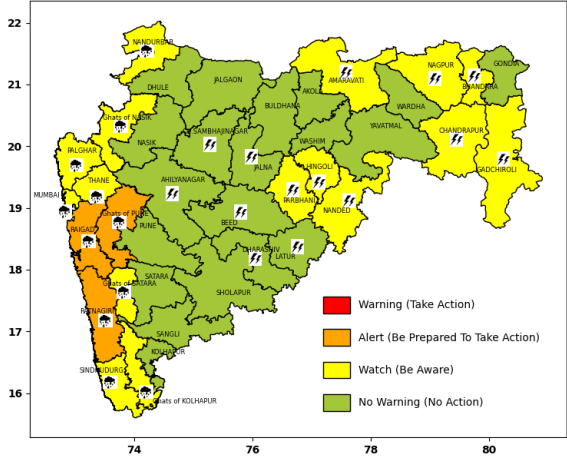 22
21
20
19
18
17
16
74
76
78
80
NANDURBAR
DHULE
JALGAON
AMARAVATI
NAGPUR
GONDIA
BHANDARA
AKOLA
BULDHANA
WARDHA
Ghats of NASIK
NASIK
SAMBHAJINAGAR
WASHIM
YAVATMAL
CHANDRAPUR
GADCHIROLI
PALGHAR
JALNA
HINGOLI
THANE
AHILYANAGAR
PARBHANI
NANDED
MUMBAI
Ghats of PUNE
PUNE
RAIGAD
BEED
DHARASHIV
LATUR
SATARA
Ghats of SATARA
SHOLAPUR
RATNAGIRI
SANGLI
KOLHAPUR
SINDHUDURG
Ghats of KOLHAPUR
Warning (Take Action)
Alert (Be Prepared To Take Action)
Watch (Be Aware)
No Warning (No Action)